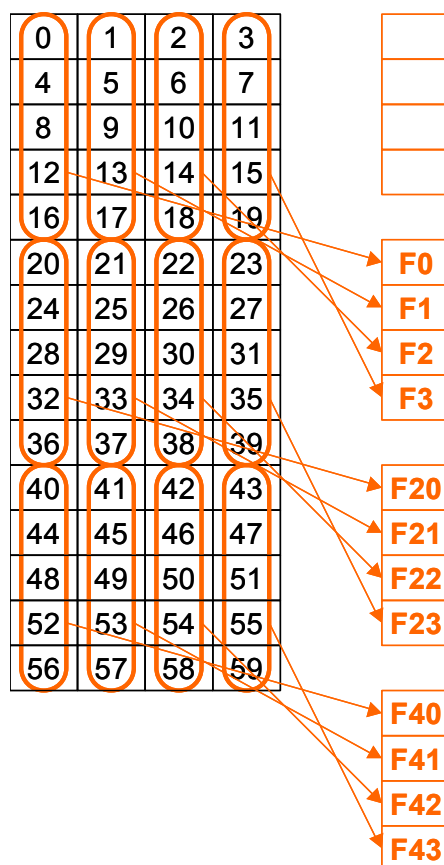 0 1 2 3
4 5 6 7
8 9 10 11
12 13 14 15
16 17 18 19
20 21 22 23 F0
24 25 26 27 F1
28 29 30 31 F2
32 33 34 35 F3
36 37 38 39
40 41 42 43 F20
44 45 46 47 F21
48 49 50 51 F22
52 53 54 55 F23
56 57 58 59
F40
F41
F42
F43